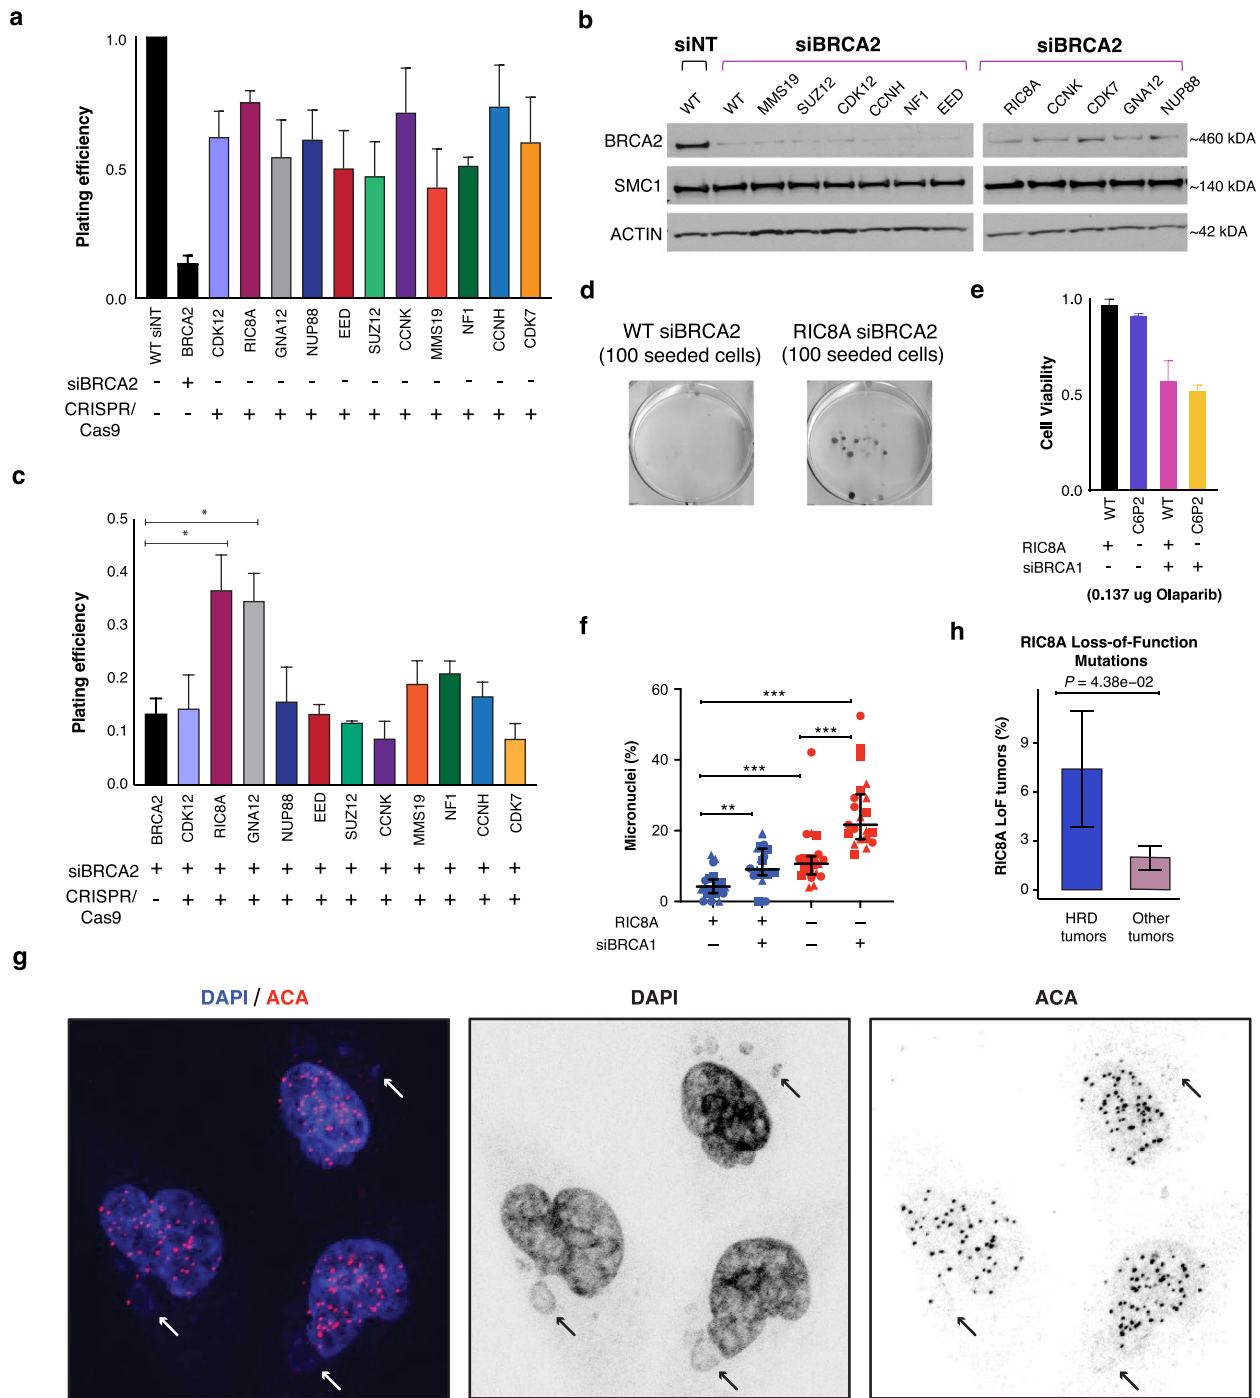 a
Plating efficiency
1.0
0.5
0.0
WT siNT
BRCA2
CDK12
RIC8A
GNA12
NUP88
EED
SUZ12
CCNK
MMS19
NF1
CCNH
CDK7
siBRCA2 - + - - - - - - - - - - -
CRISPR/
Cas9 - - + + + + + + + + + + +
b
siNT siBRCA2 siBRCA2
WT WT MMS19 SUZ12 CDK12 CCNH NF1 EED RIC8A CCNK CDK7 GNA12 NUP88
BRCA2 ~460 kDA
SMC1 ~140 kDA
ACTIN ~42 kDA
c
Plating efficiency
0.5
0.4
0.3
0.2
0.1
0.0
*
*
BRCA2
CDK12
RIC8A
GNA12
NUP88
EED
SUZ12
CCNK
MMS19
NF1
CCNH
CDK7
siBRCA2 + + + + + + + + + + + +
CRISPR/
Cas9 - + + + + + + + + + + +
d
WT siBRCA2 RIC8A siBRCA2
(100 seeded cells) (100 seeded cells)
e
Cell Viability
1.0
0.5
0.0
WT
C6P2
WT
C6P2
RIC8A + - + -
siBRCA1 - - + +
(0.137 ug Olaparib)
f
Micronuclei (%)
60
40
20
0
***
***
***
**
RIC8A + + – –
siBRCA1 – + – +
h
RIC8A Loss-of-Function
Mutations
P = 4.38e−02
RIC8A LoF tumors (%)
9
6
3
0
HRD Other
tumors tumors
g
DAPI / ACA DAPI ACA